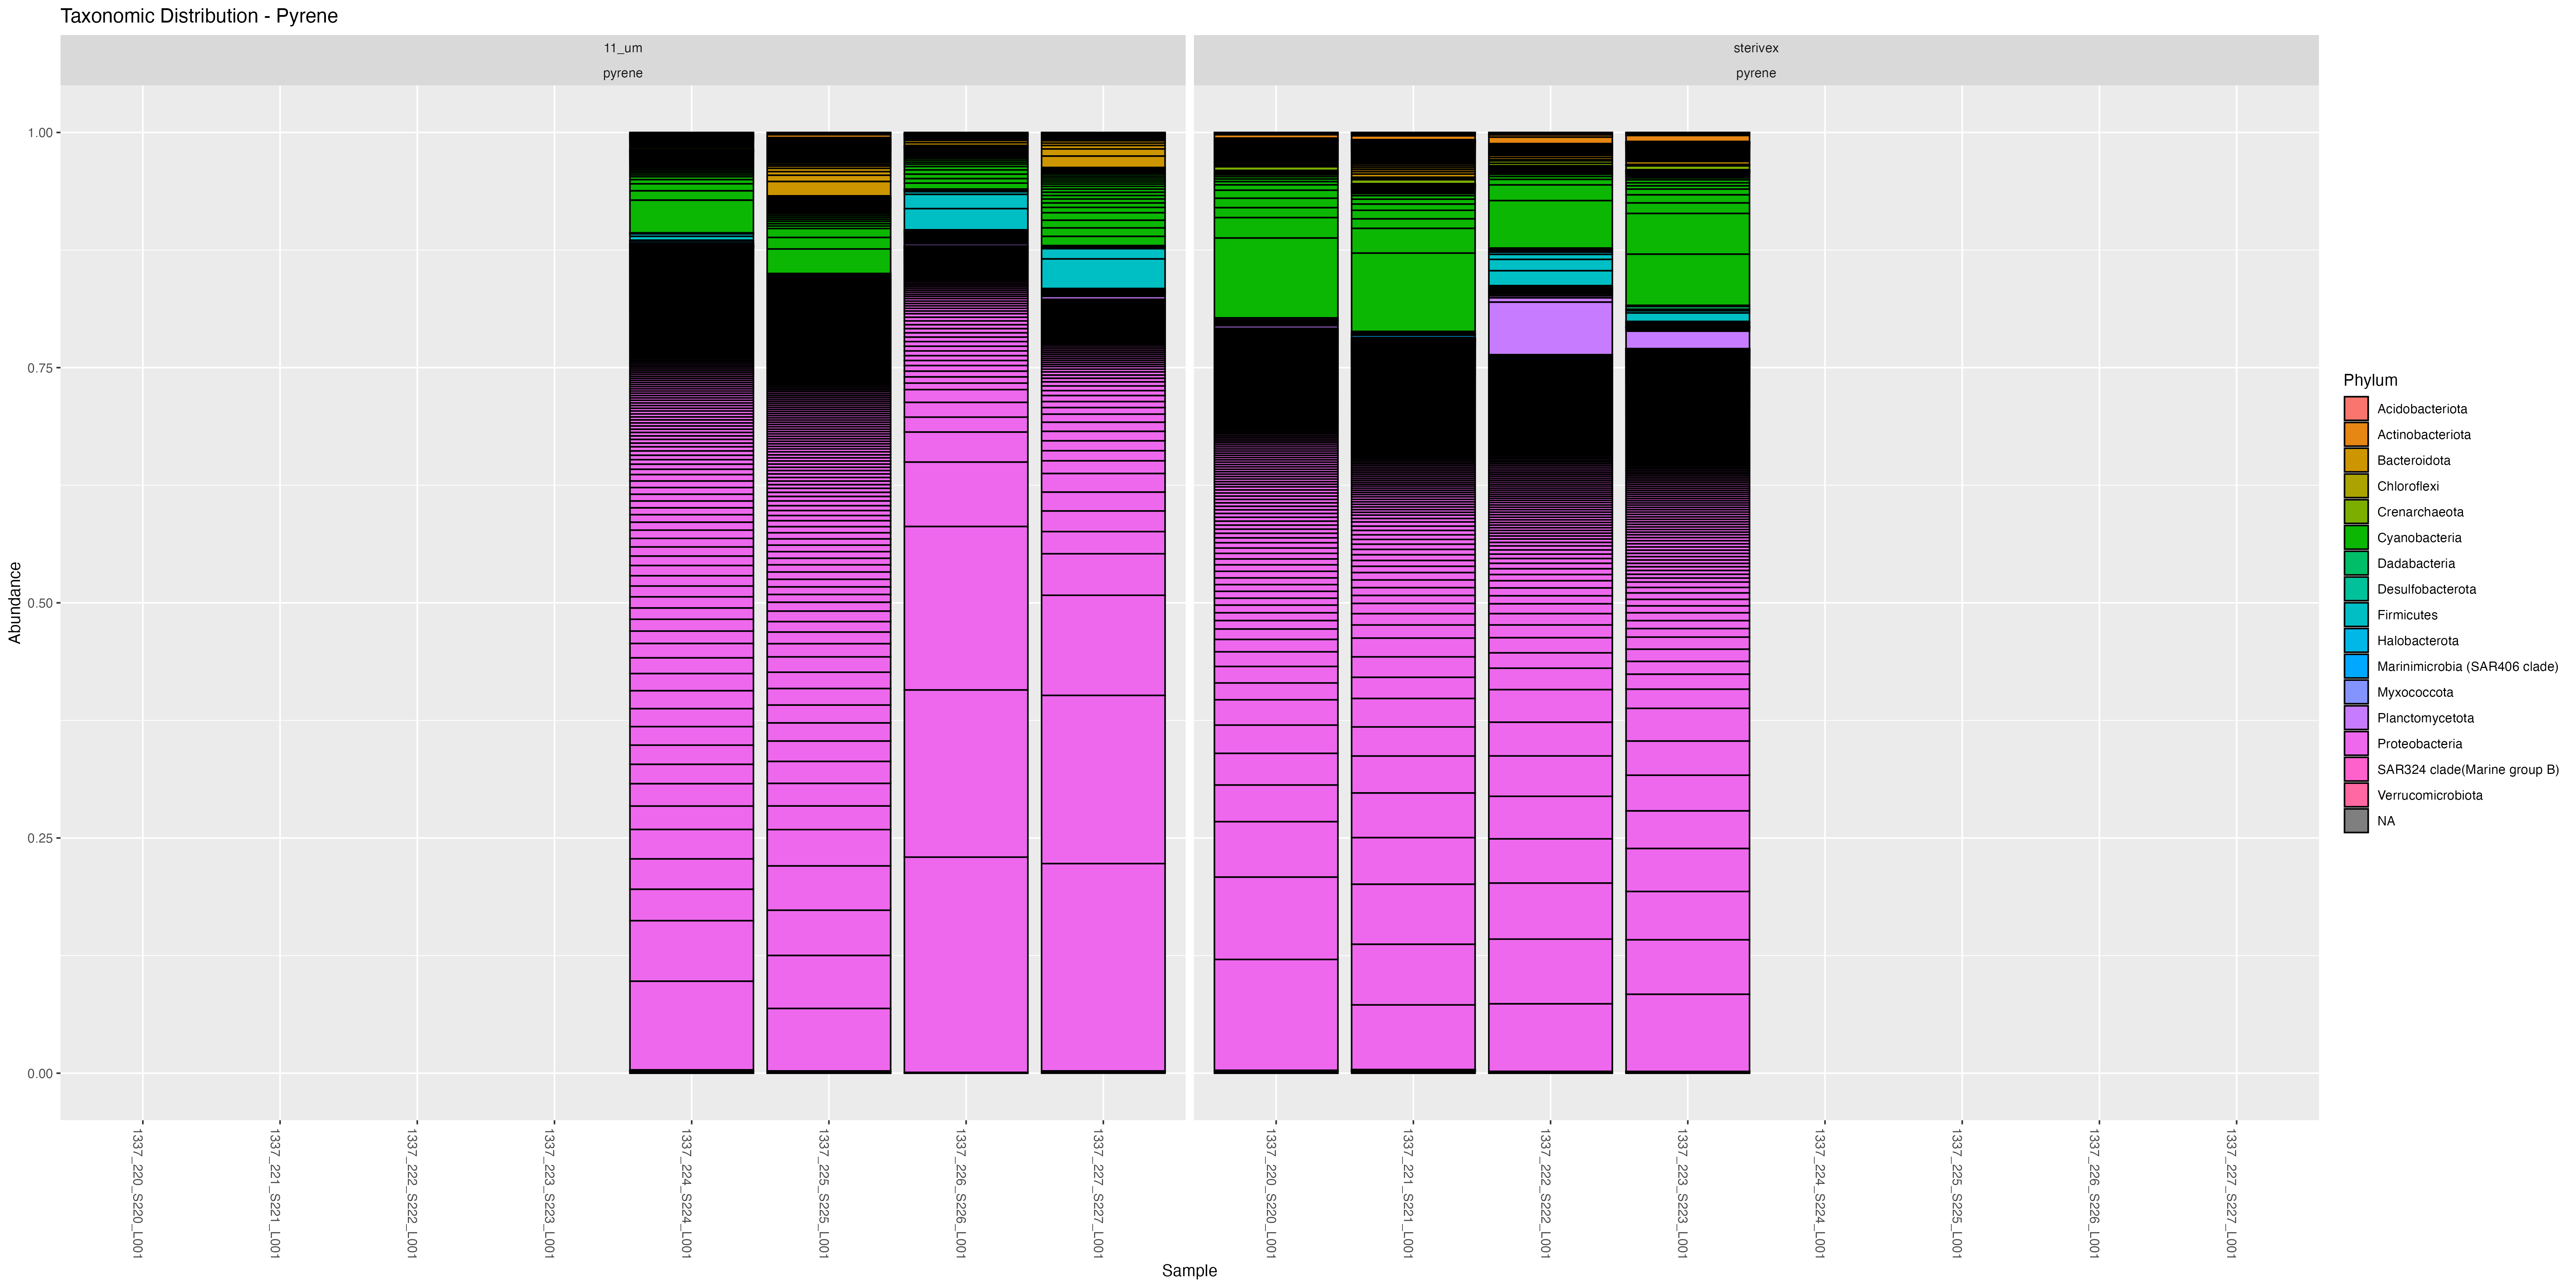 Taxonomic Distribution - Pyrene
11_um
pyrene
sterivex
pyrene
Abundance
1.00
0.75
0.50
0.25
0.00
1337_220_S220_L001
1337_221_S221_L001
1337_222_S222_L001
1337_223_S223_L001
1337_224_S224_L001
1337_225_S225_L001
1337_226_S226_L001
1337_227_S227_L001
1337_220_S220_L001
1337_221_S221_L001
1337_222_S222_L001
1337_223_S223_L001
1337_224_S224_L001
1337_225_S225_L001
1337_226_S226_L001
1337_227_S227_L001
Sample
Phylum
Acidobacteriota
Actinobacteriota
Bacteroidota
Chloroflexi
Crenarchaeota
Cyanobacteria
Dadabacteria
Desulfobacterota
Firmicutes
Halobacterota
Marinimicrobia (SAR406 clade)
Myxococcota
Planctomycetota
Proteobacteria
SAR324 clade(Marine group B)
Verrucomicrobiota
NA